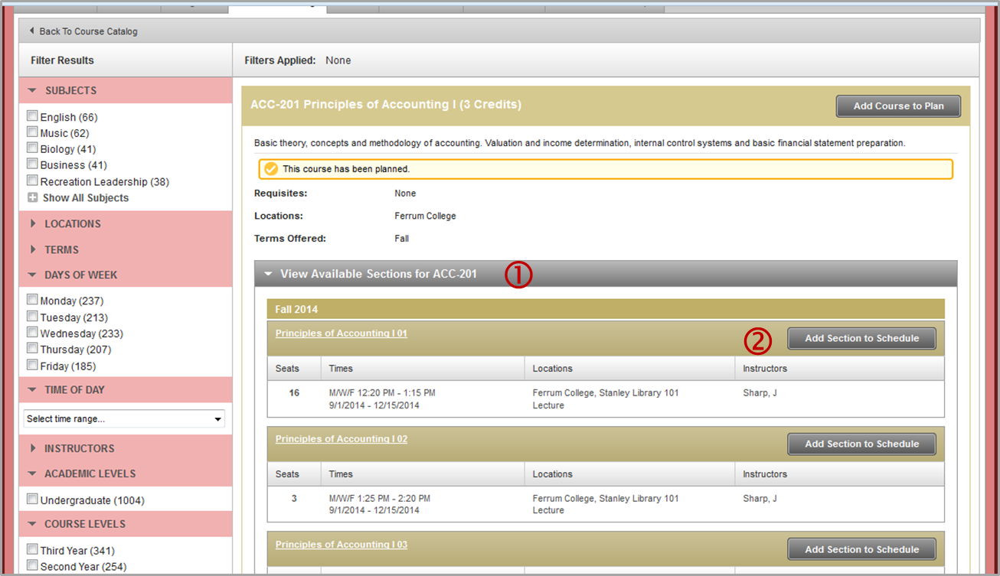 Back To Course Catalog
Filter Results
Filters Applied: None
SUBJECTS
English (66)
Music (62)
Biology (41)
Business (41)
Recreation Leadership (38)
Show All Subjects
LOCATIONS
TERMS
DAYS OF WEEK
Monday (237)
Tuesday (213)
Wednesday (233)
Thursday (207)
Friday (185)
TIME OF DAY
Select time range...
INSTRUCTORS
ACADEMIC LEVELS
Undergraduate (1004)
COURSE LEVELS
Third Year (341)
Second Year (254)
ACC-201 Principles of Accounting I (3 Credits)
Add Course to Plan
Basic theory, concepts and methodology of accounting. Valuation and income determination, internal control systems and basic financial statement preparation.
This course has been planned.
Requisites: None
Locations: Ferrum College
Terms Offered: Fall
View Available Sections for ACC-201 ①
Fall 2014
Principles of Accounting I 01 ② Add Section to Schedule
Seats Times Locations Instructors
16 M/W/F 12:20 PM - 1:15 PM Ferrum College, Stanley Library 101 Sharp, J
9/1/2014 - 12/15/2014 Lecture
Principles of Accounting I 02 Add Section to Schedule
Seats Times Locations Instructors
3 M/W/F 1:25 PM - 2:20 PM Ferrum College, Stanley Library 101 Sharp, J
9/1/2014 - 12/15/2014 Lecture
Principles of Accounting I 03 Add Section to Schedule